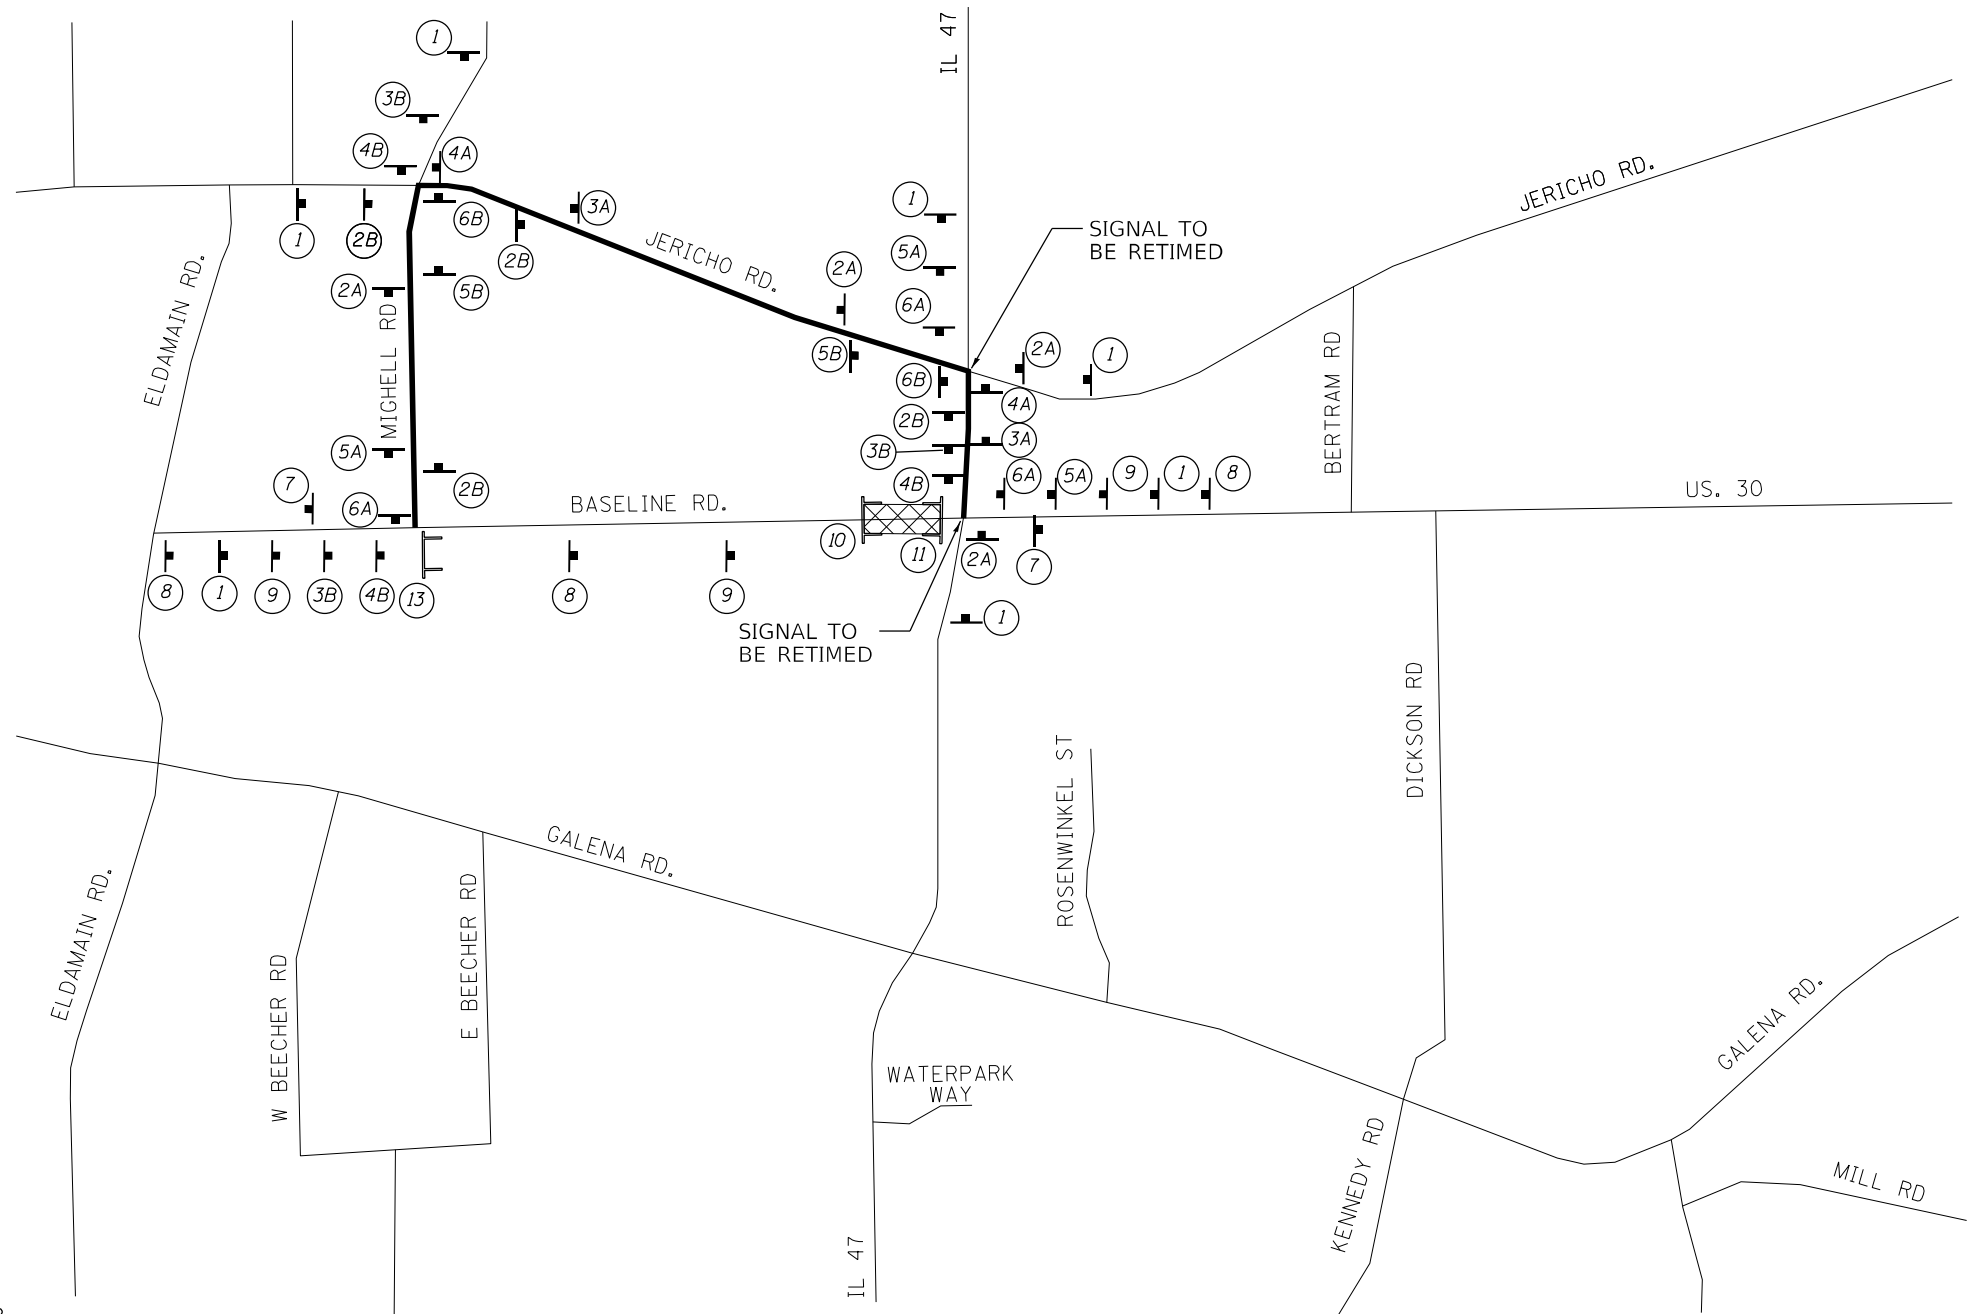 1
IL 47
3B
4B
4A
JERICHO RD.
1
2B
6B
2B
3A
1
SIGNAL TO
BE RETIMED
ELDAMAIN RD.
2A
MIGHELL RD
5B
JERICHO RD.
2A
5A
6A
5B
6B
2A
1
4A
2B
3A
3B
4B
BERTRAM RD
5A
2B
7
6A
BASELINE RD.
6A
5A
9
1
8
US. 30
10
11
2A
7
8
1
9
3B
4B
13
8
9
1
SIGNAL TO
BE RETIMED
DICKSON RD
ROSENWINKEL ST
GALENA RD.
ELDAMAIN RD.
W BEECHER RD
E BEECHER RD
WATERPARK
WAY
GALENA RD.
KENNEDY RD
MILL RD
IL 47